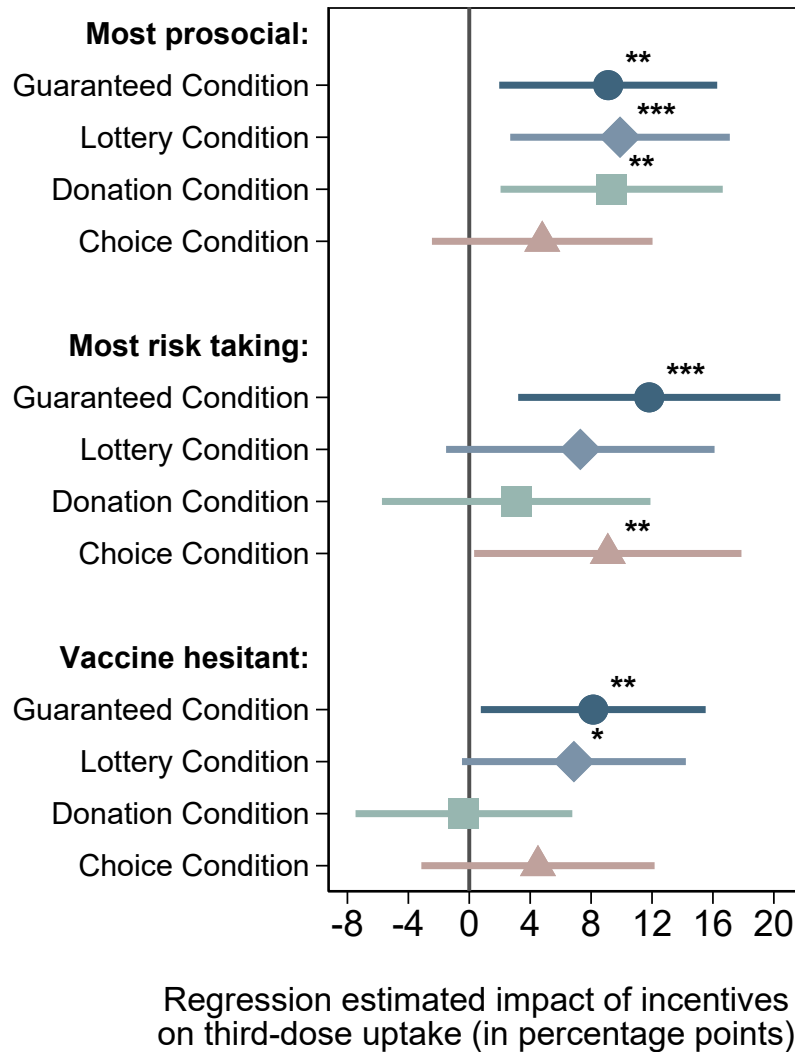 Most prosocial:
**
Guaranteed Condition
***
Lottery Condition
**
Donation Condition
Choice Condition
Most risk taking:
***
Guaranteed Condition
Lottery Condition
Donation Condition
**
Choice Condition
Vaccine hesitant:
**
Guaranteed Condition
*
Lottery Condition
Donation Condition
Choice Condition
-8 -4 0 4 8 12 16 20
Regression estimated impact of incentives
on third-dose uptake (in percentage points)